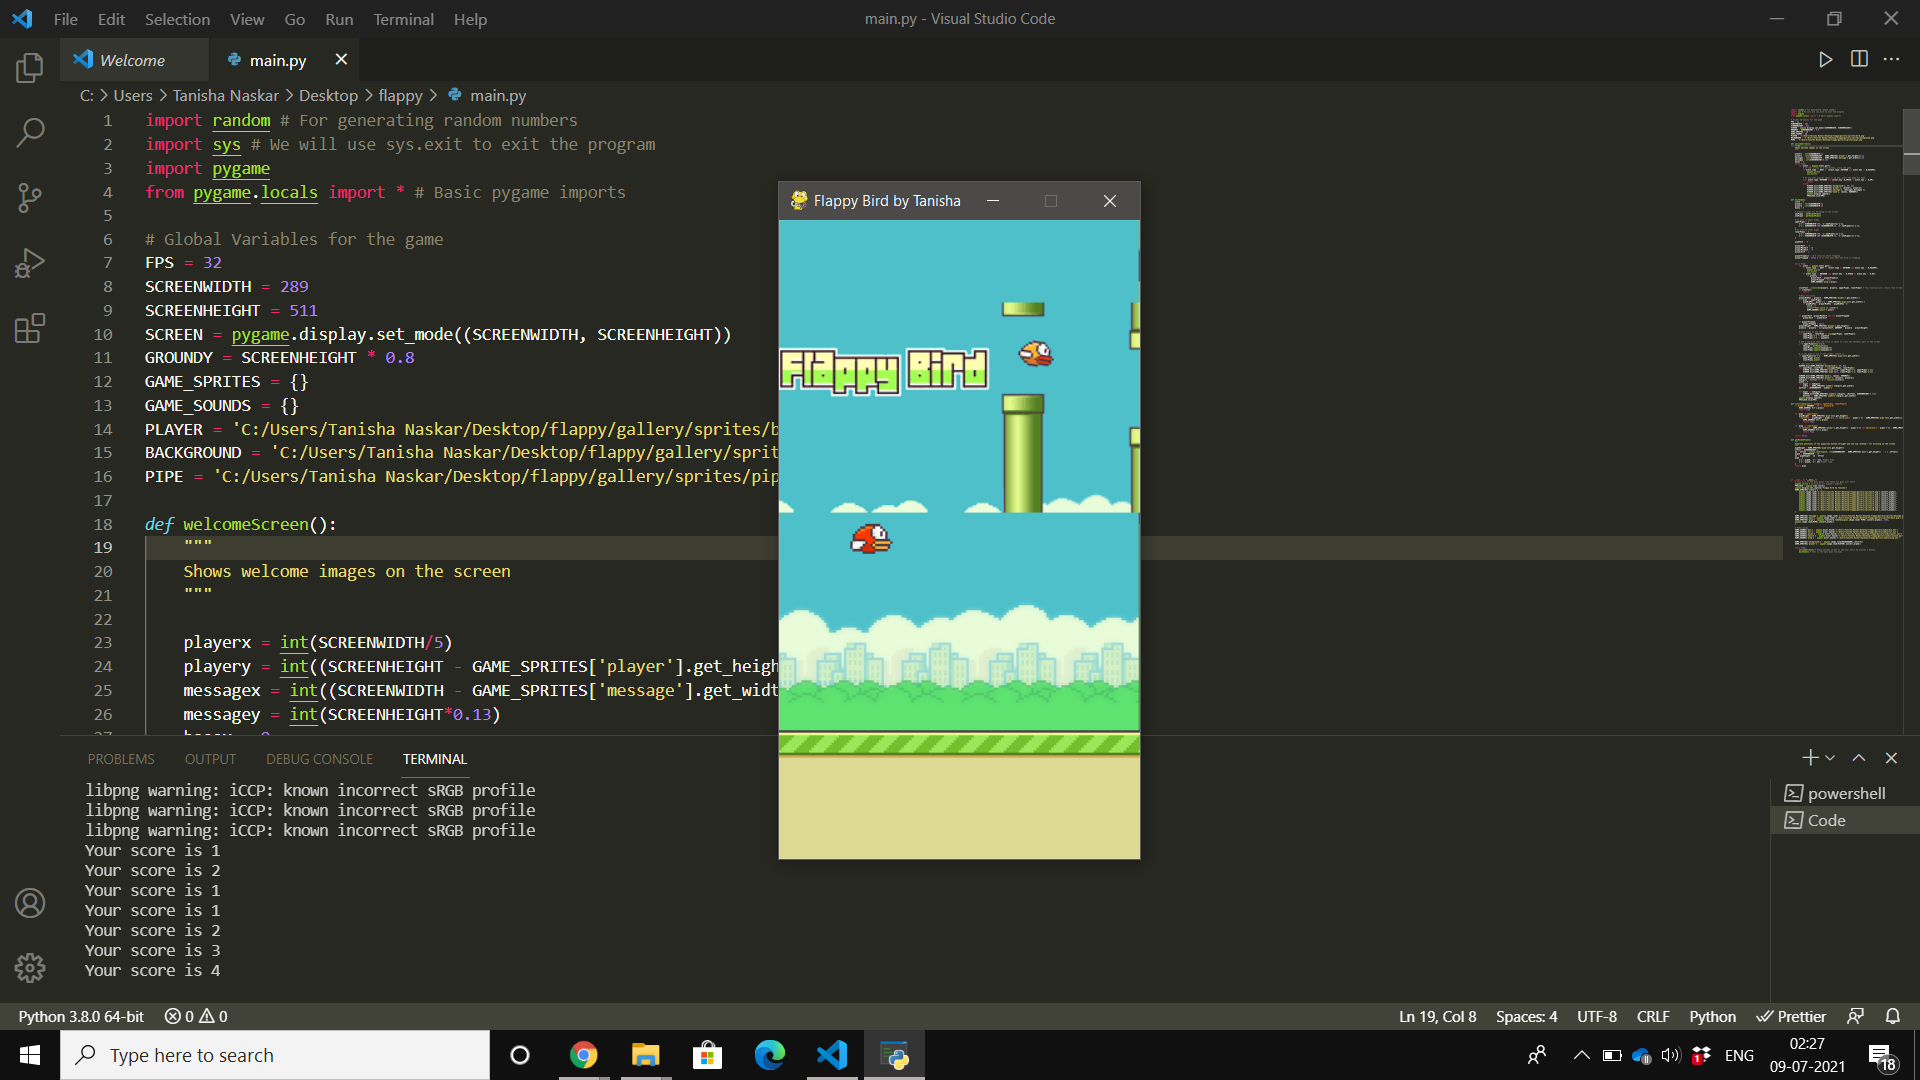 File Edit Selection View Go Run Terminal Help
main.py - Visual Studio Code
Welcome
main.py
C: > Users > Tanisha Naskar > Desktop > flappy > main.py
1 import random # For generating random numbers
2 import sys # We will use sys.exit to exit the program
3 import pygame
4 from pygame.locals import * # Basic pygame imports
5
6 # Global Variables for the game
7 FPS = 32
8 SCREENWIDTH = 289
9 SCREENHEIGHT = 511
10 SCREEN = pygame.display.set_mode((SCREENWIDTH, SCREENHEIGHT))
11 GROUNDY = SCREENHEIGHT * 0.8
12 GAME_SPRITES = {}
13 GAME_SOUNDS = {}
14 PLAYER = 'C:/Users/Tanisha Naskar/Desktop/flappy/gallery/sprites/b
15 BACKGROUND = 'C:/Users/Tanisha Naskar/Desktop/flappy/gallery/sprit
16 PIPE = 'C:/Users/Tanisha Naskar/Desktop/flappy/gallery/sprites/pip
17
18 def welcomeScreen():
19 """
20 Shows welcome images on the screen
21 """
22
23 playerx = int(SCREENWIDTH/5)
24 playery = int((SCREENHEIGHT - GAME_SPRITES['player'].get_heigh
25 messagex = int((SCREENWIDTH - GAME_SPRITES['message'].get_widt
26 messagey = int(SCREENHEIGHT*0.13)
Flappy Bird by Tanisha
Flappy Bird
PROBLEMS OUTPUT DEBUG CONSOLE TERMINAL
libpng warning: iCCP: known incorrect sRGB profile
libpng warning: iCCP: known incorrect sRGB profile
libpng warning: iCCP: known incorrect sRGB profile
Your score is 1
Your score is 2
Your score is 1
Your score is 1
Your score is 2
Your score is 3
Your score is 4
powershell
Code
Python 3.8.0 64-bit 0 0
Ln 19, Col 8 Spaces: 4 UTF-8 CRLF Python Prettier
Type here to search
1
ENG
02:27
09-07-2021
18